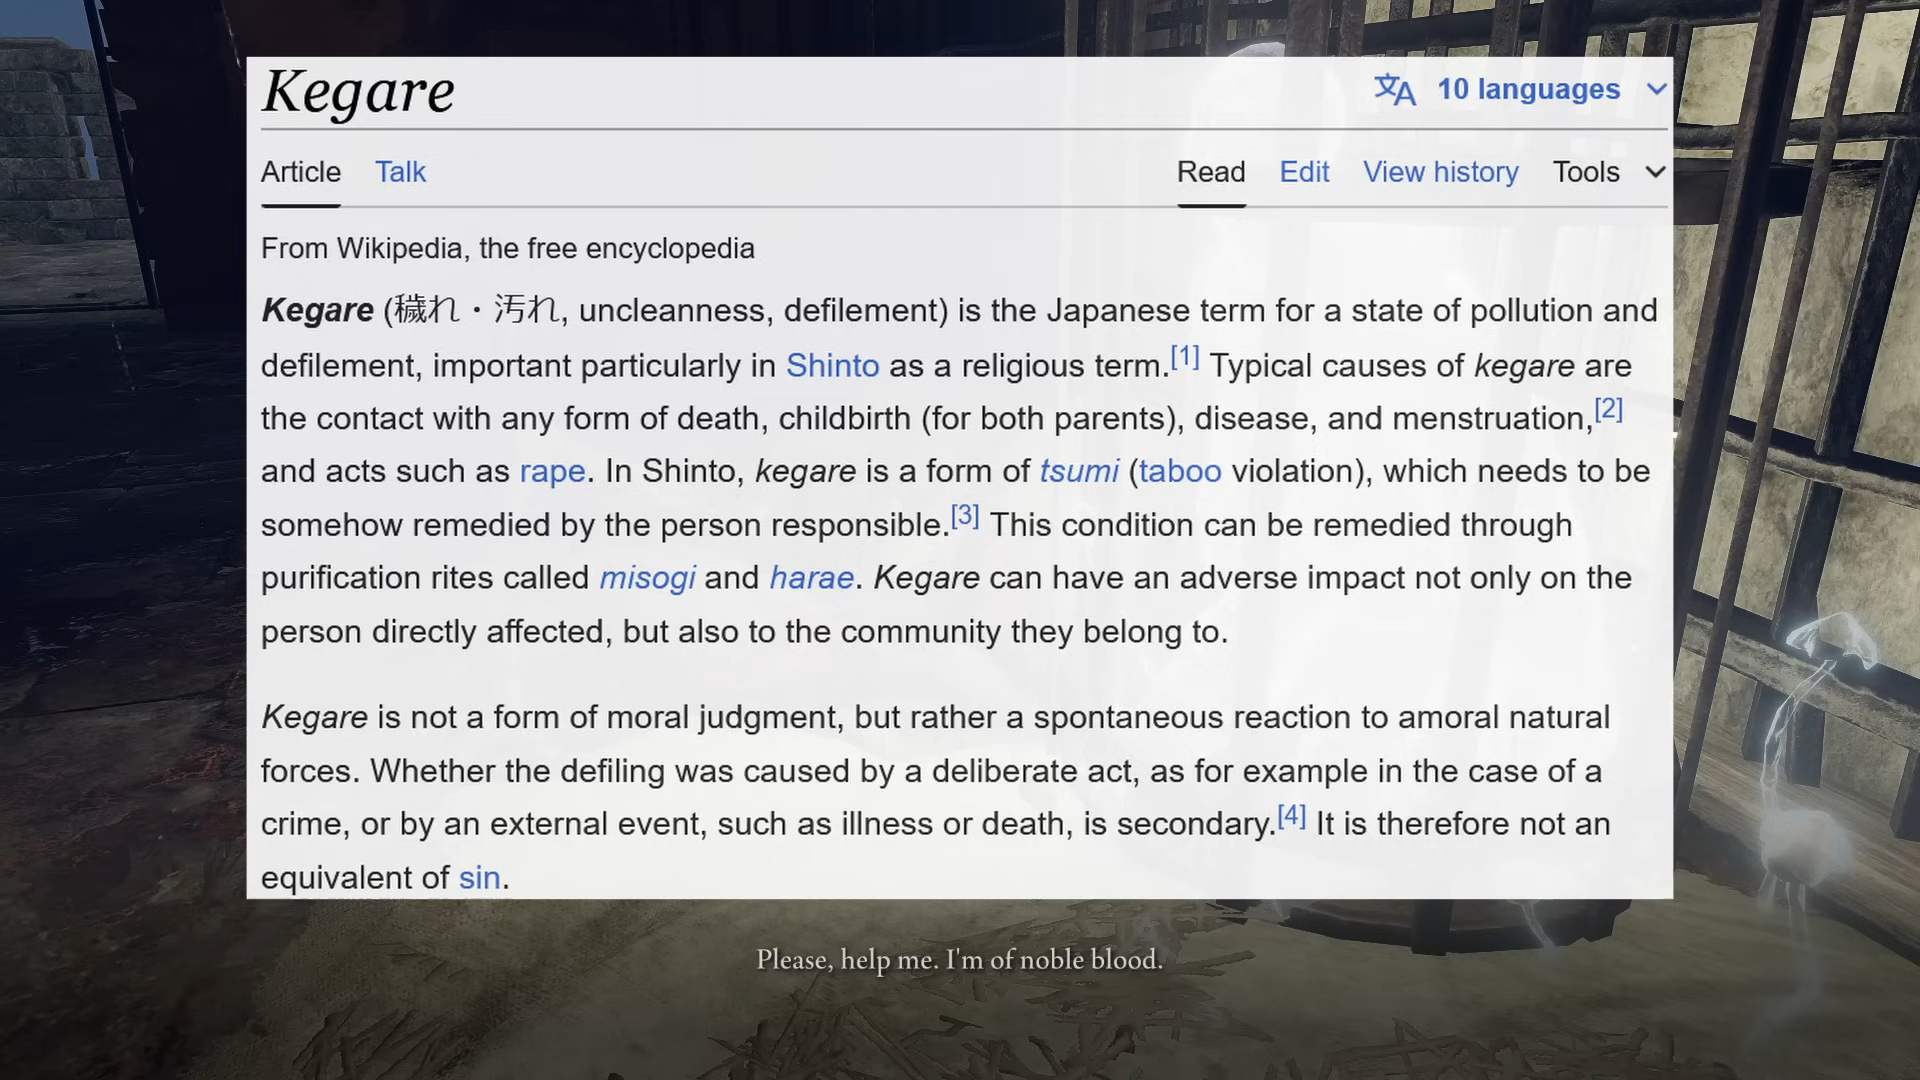 Kegare
10 languages
Article Talk Read Edit View history Tools
From Wikipedia, the free encyclopedia
Kegare (穢れ・汚れ, uncleanness, defilement) is the Japanese term for a state of pollution and
defilement, important particularly in Shinto as a religious term.[1] Typical causes of kegare are
the contact with any form of death, childbirth (for both parents), disease, and menstruation,[2]
and acts such as rape. In Shinto, kegare is a form of tsumi (taboo violation), which needs to be
somehow remedied by the person responsible.[3] This condition can be remedied through
purification rites called misogi and harae. Kegare can have an adverse impact not only on the
person directly affected, but also to the community they belong to.
Kegare is not a form of moral judgment, but rather a spontaneous reaction to amoral natural
forces. Whether the defiling was caused by a deliberate act, as for example in the case of a
crime, or by an external event, such as illness or death, is secondary.[4] It is therefore not an
equivalent of sin.
Please, help me. I'm of noble blood.